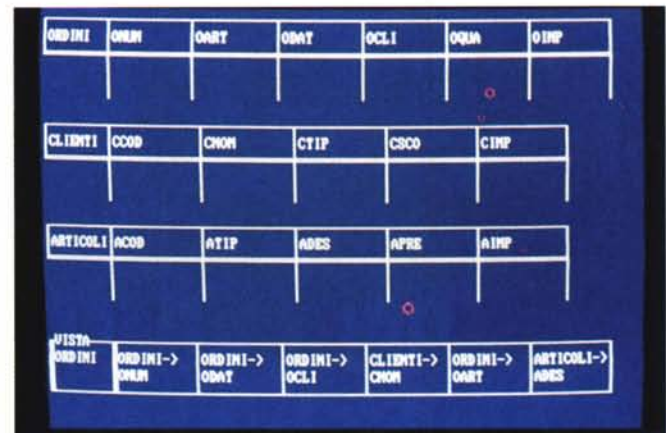 ORDINI ONUM OART ODAT OCLI OQUA OIMP
CLIENTI CCOD CNOM CTIP CSCO CIMP
ARTICOLI ACOD ATIP ADES APRE AIMP
VISTA
ORDINI ORDINI-> ORDINI-> ORDINI-> CLIENTI-> ORDINI-> ARTICOLI->
ONUM ODAT OCLI CNOM OART ADES